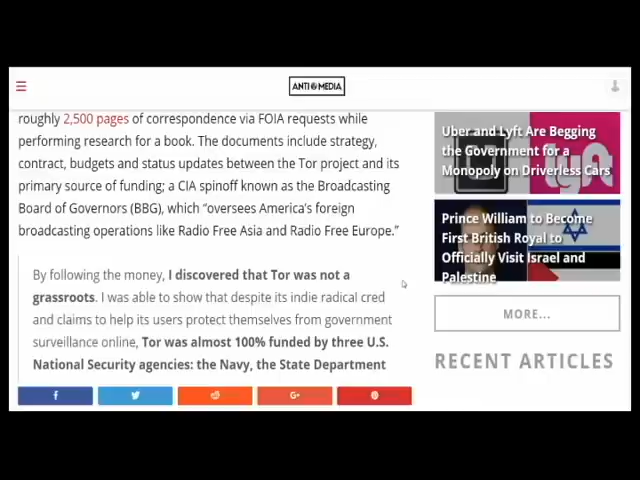 ANTI MEDIA
roughly 2,500 pages of correspondence via FOIA requests while
performing research for a book. The documents include strategy,
contract, budgets and status updates between the Tor project and its
primary source of funding; a CIA spinoff known as the Broadcasting
Board of Governors (BBG), which “oversees America’s foreign
broadcasting operations like Radio Free Asia and Radio Free Europe.”
By following the money, I discovered that Tor was not a
grassroots. I was able to show that despite its indie radical cred
and claims to help its users protect themselves from government
surveillance online, Tor was almost 100% funded by three U.S.
National Security agencies: the Navy, the State Department
Uber and Lyft Are Begging
the Government for a
Monopoly on Driverless Cars
lyft
Prince William to Become
First British Royal to
Officially Visit Israel and
Palestine
MORE...
RECENT ARTICLES
f
G+